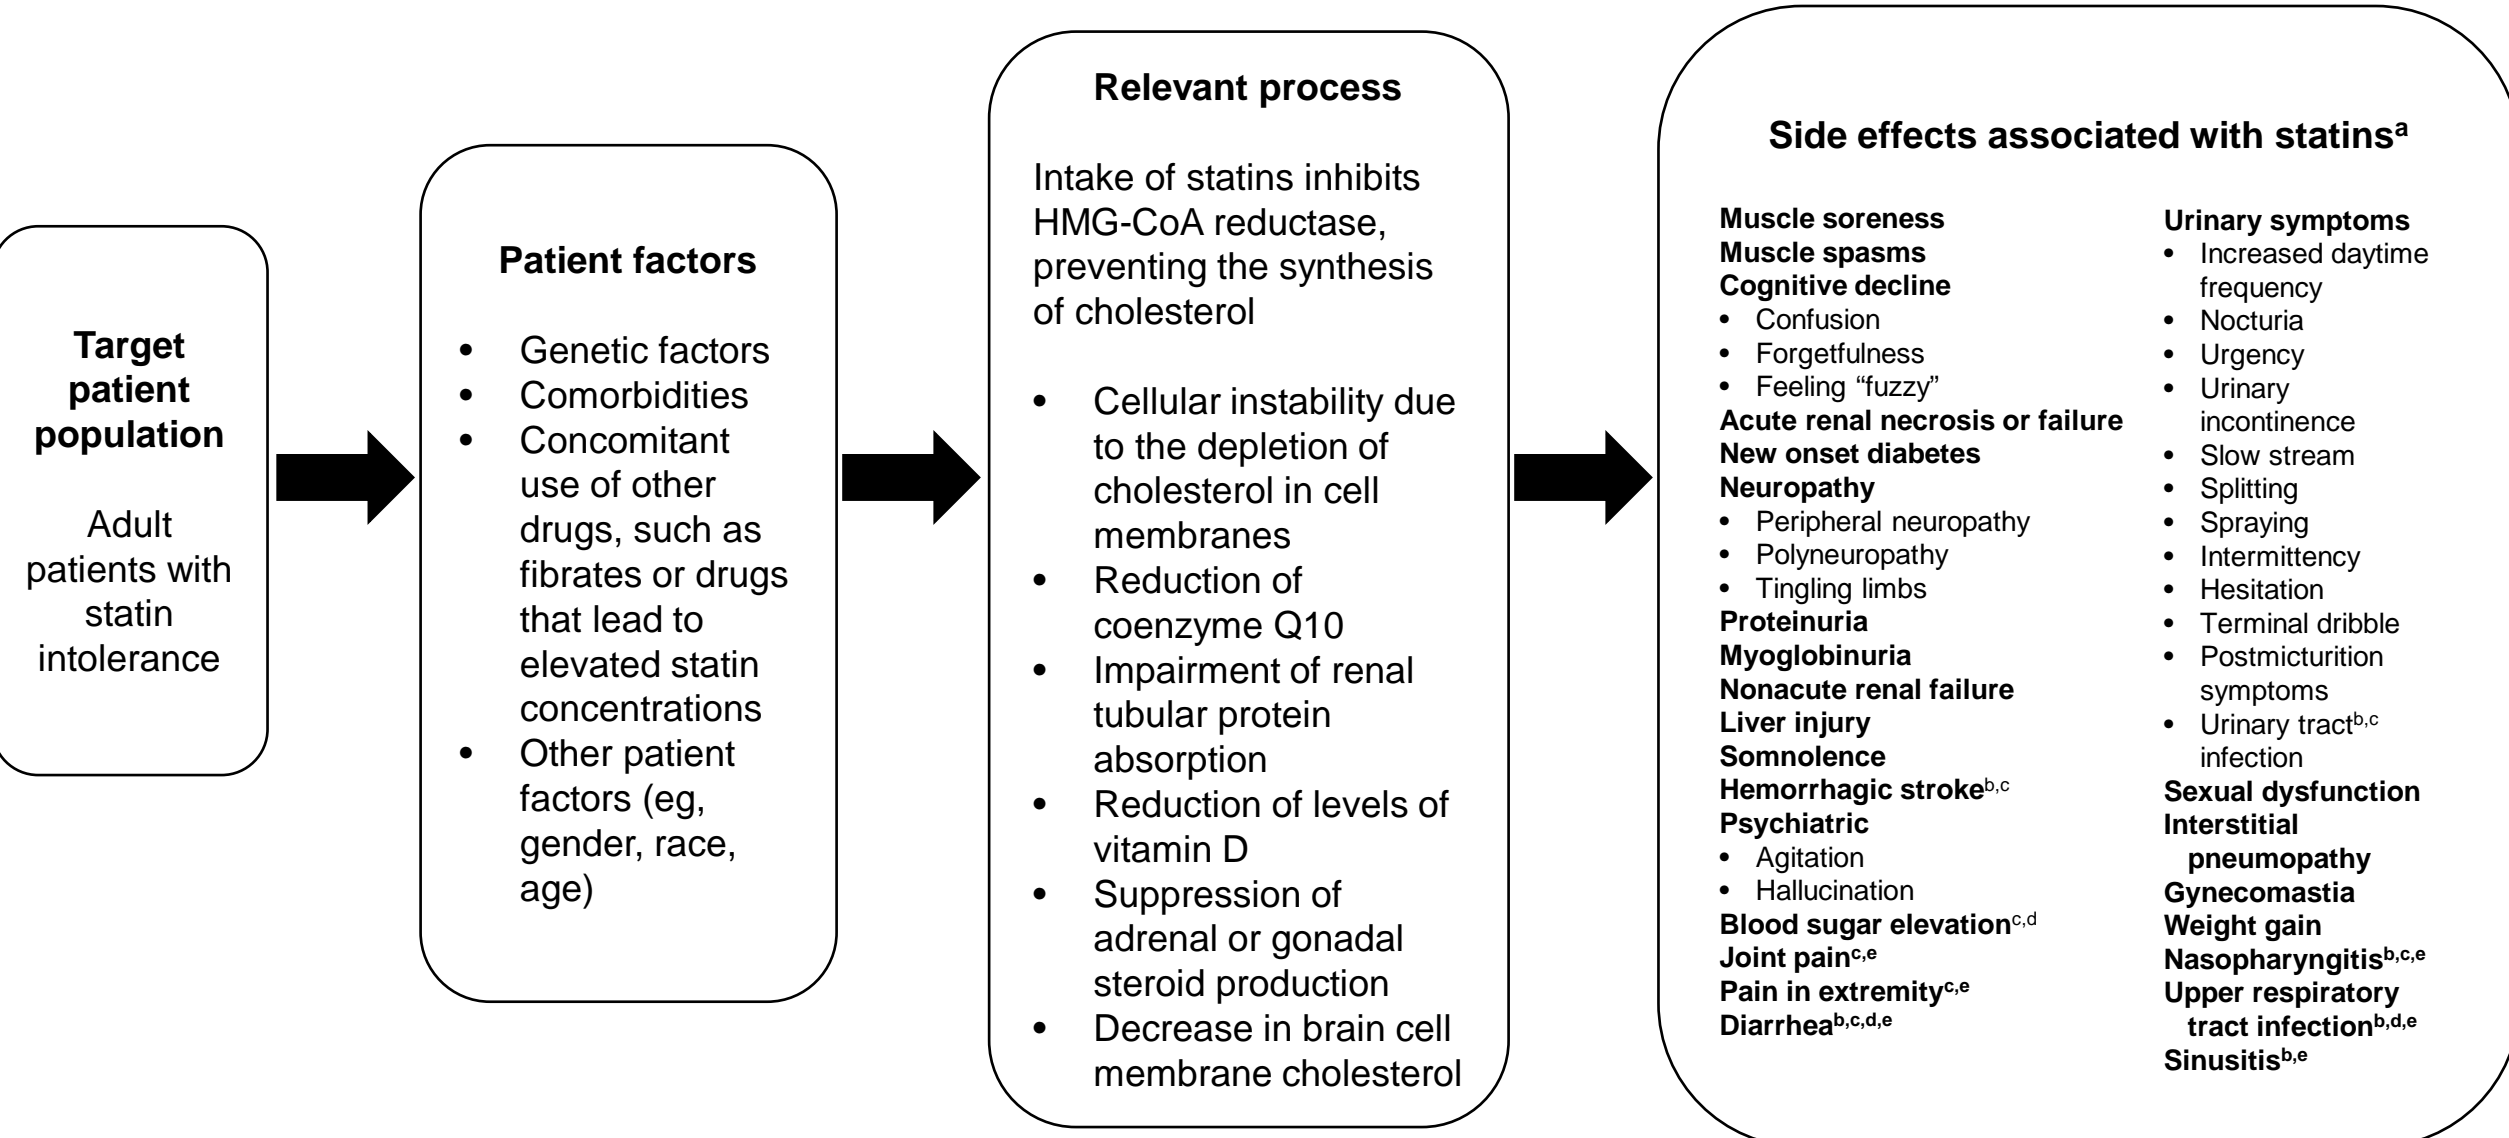 Target
patient
population
Adult
patients with
statin
intolerance
Patient factors
• Genetic factors
• Comorbidities
• Concomitant
use of other
drugs, such as
fibrates or drugs
that lead to
elevated statin
concentrations
• Other patient
factors (eg,
gender, race,
age)
Relevant process
Intake of statins inhibits
HMG-CoA reductase,
preventing the synthesis
of cholesterol
• Cellular instability due
to the depletion of
cholesterol in cell
membranes
• Reduction of
coenzyme Q10
• Impairment of renal
tubular protein
absorption
• Reduction of levels of
vitamin D
• Suppression of
adrenal or gonadal
steroid production
• Decrease in brain cell
membrane cholesterol
Side effects associated with statinsᵃ
Muscle soreness
Muscle spasms
Cognitive decline
• Confusion
• Forgetfulness
• Feeling “fuzzy”
Acute renal necrosis or failure
New onset diabetes
Neuropathy
• Peripheral neuropathy
• Polyneuropathy
• Tingling limbs
Proteinuria
Myoglobinuria
Nonacute renal failure
Liver injury
Somnolence
Hemorrhagic strokeᵇ,ᶜ
Psychiatric
• Agitation
• Hallucination
Blood sugar elevationᶜ,ᵈ
Joint painᶜ,ᵉ
Pain in extremityᶜ,ᵉ
Diarrheaᵇ,ᶜ,ᵈ,ᵉ
Urinary symptoms
• Increased daytime
frequency
• Nocturia
• Urgency
• Urinary
incontinence
• Slow stream
• Splitting
• Spraying
• Intermittency
• Hesitation
• Terminal dribble
• Postmicturition
symptoms
• Urinary tractᵇ,ᶜ
infection
Sexual dysfunction
Interstitial
pneumopathy
Gynecomastia
Weight gain
Nasopharyngitisᵇ,ᶜ,ᵉ
Upper respiratory
tract infectionᵇ,ᵈ,ᵉ
Sinusitisᵇ,ᵉ